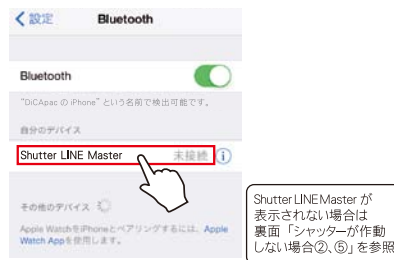 設定
Bluetooth
Bluetooth
"DiCApac の iPhone" という名前で検出可能です。
自分のデバイス
Shutter LINE Master 未接続
その他のデバイス
Apple WatchをiPhoneとペアリングするには、Apple
Watch Appを使用します。
Shutter LINE Master が
表示されない場合は
裏面「シャッターが作動
しない場合②、⑤」を参照